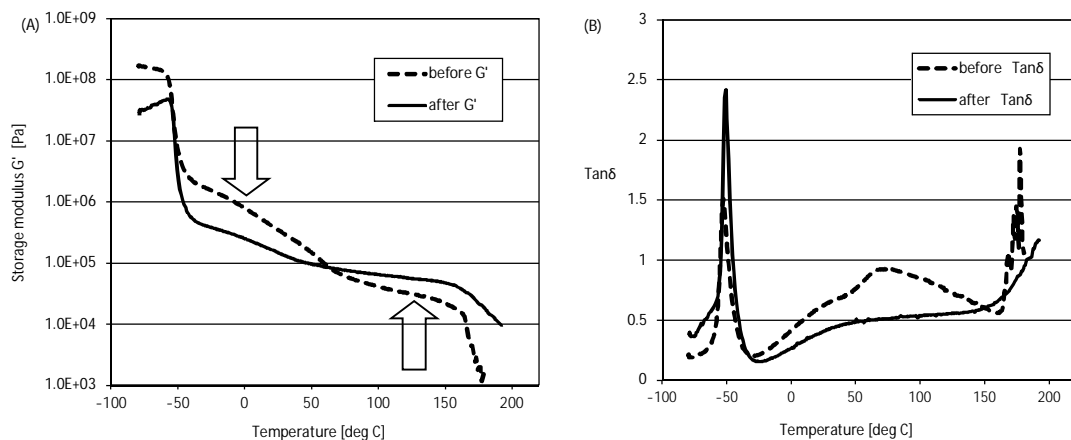 (A)
1.0E+09
1.0E+08
1.0E+07
1.0E+06
1.0E+05
1.0E+04
1.0E+03
Storage modulus G' [Pa]
before G'
after G'
-100 -50 0 50 100 150 200
Temperature [deg C]
(B)
3
2.5
2
1.5
1
0.5
0
Tanδ
before Tanδ
after Tanδ
-100 -50 0 50 100 150 200
Temperature [deg C]